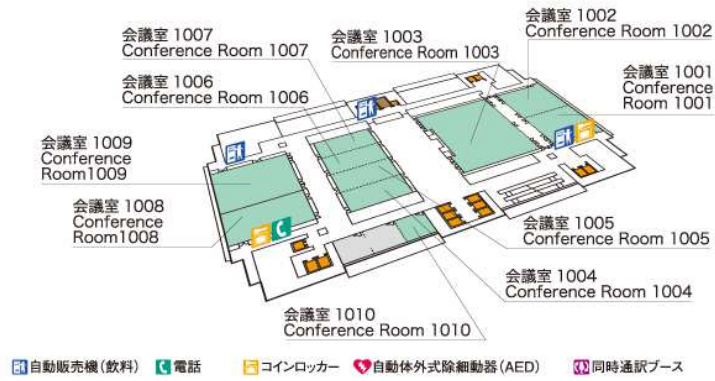 会議室 1007
Conference Room 1007
会議室 1003
Conference Room 1003
会議室 1002
Conference Room 1002
会議室 1006
Conference Room 1006
会議室 1001
Conference
Room 1001
会議室 1009
Conference
Room1009
会議室 1008
Conference
Room1008
会議室 1005
Conference Room 1005
会議室 1004
Conference Room 1004
会議室 1010
Conference Room 1010
自動販売機(飲料) 電話 コインロッカー 自動体外式除細動器(AED) 同時通訳ブース